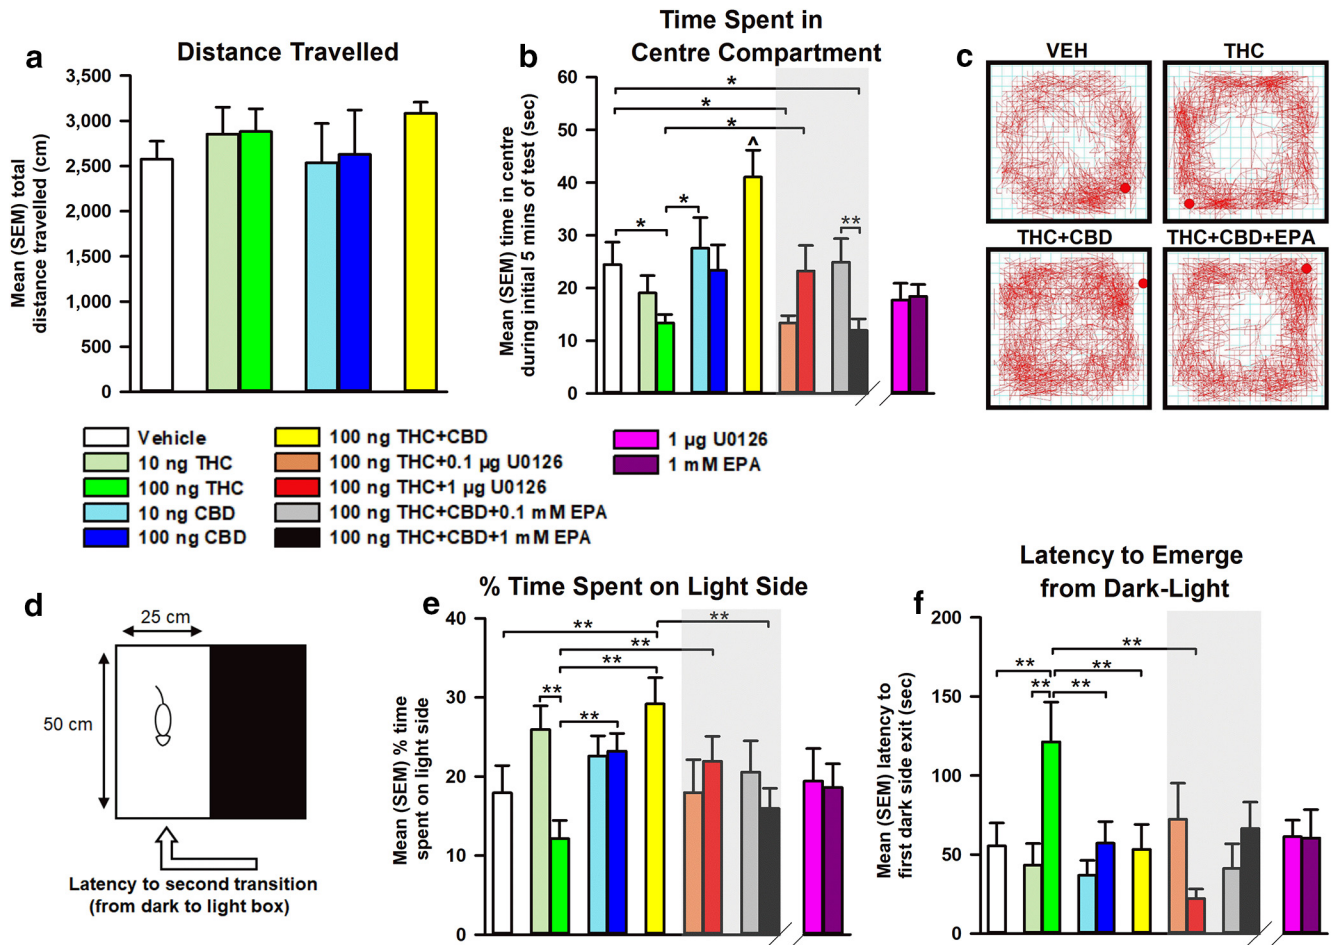 a
Distance Travelled
Mean (SEM) total
distance travelled (cm)
3,500
3,000
2,500
2,000
1,500
1,000
500
0
b
Time Spent in
Centre Compartment
Mean (SEM) time in centre
during initial 5 mins of test (sec)
60
50
40
30
20
10
0
*
*
*
*
*
^
**
c
VEH
THC
THC+CBD
THC+CBD+EPA
Vehicle
10 ng THC
100 ng THC
10 ng CBD
100 ng CBD
100 ng THC+CBD
100 ng THC+0.1 µg U0126
100 ng THC+1 µg U0126
100 ng THC+CBD+0.1 mM EPA
100 ng THC+CBD+1 mM EPA
1 µg U0126
1 mM EPA
d
25 cm
50 cm
Latency to second transition
(from dark to light box)
e
% Time Spent on Light Side
Mean (SEM) % time
spent on light side
40
30
20
10
0
**
**
**
**
**
**
f
Latency to Emerge
from Dark-Light
Mean (SEM) latency to
first dark side exit (sec)
200
150
100
50
0
**
**
**
**
**